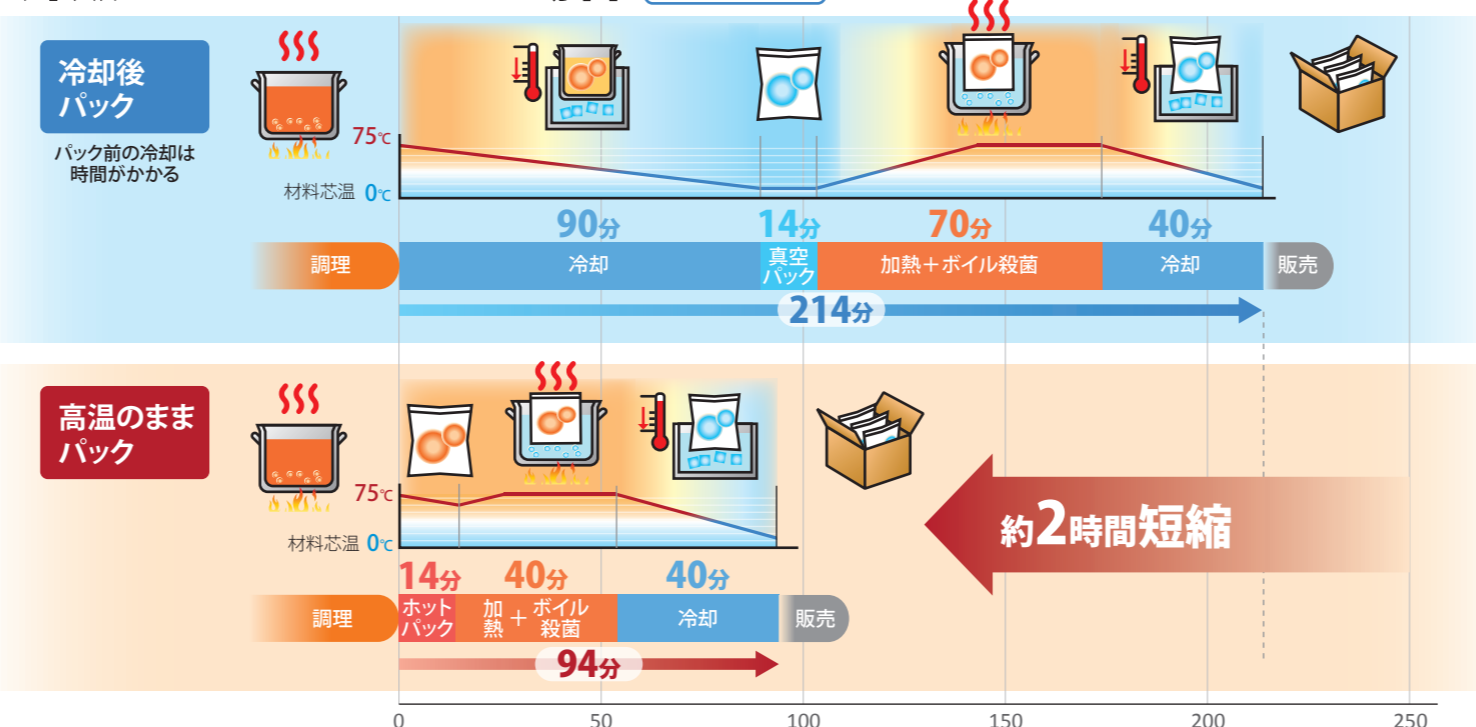 冷却後
パック
パック前の冷却は
時間がかかる
75℃
材料芯温 0℃
90分
14分
70分
40分
調理
冷却
真空
パック
加熱＋ボイル殺菌
冷却
販売
214分
高温のまま
パック
75℃
材料芯温 0℃
約2時間短縮
14分
40分
40分
調理
ホット
パック
加熱
＋
ボイル
殺菌
冷却
販売
94分
0
50
100
150
200
250